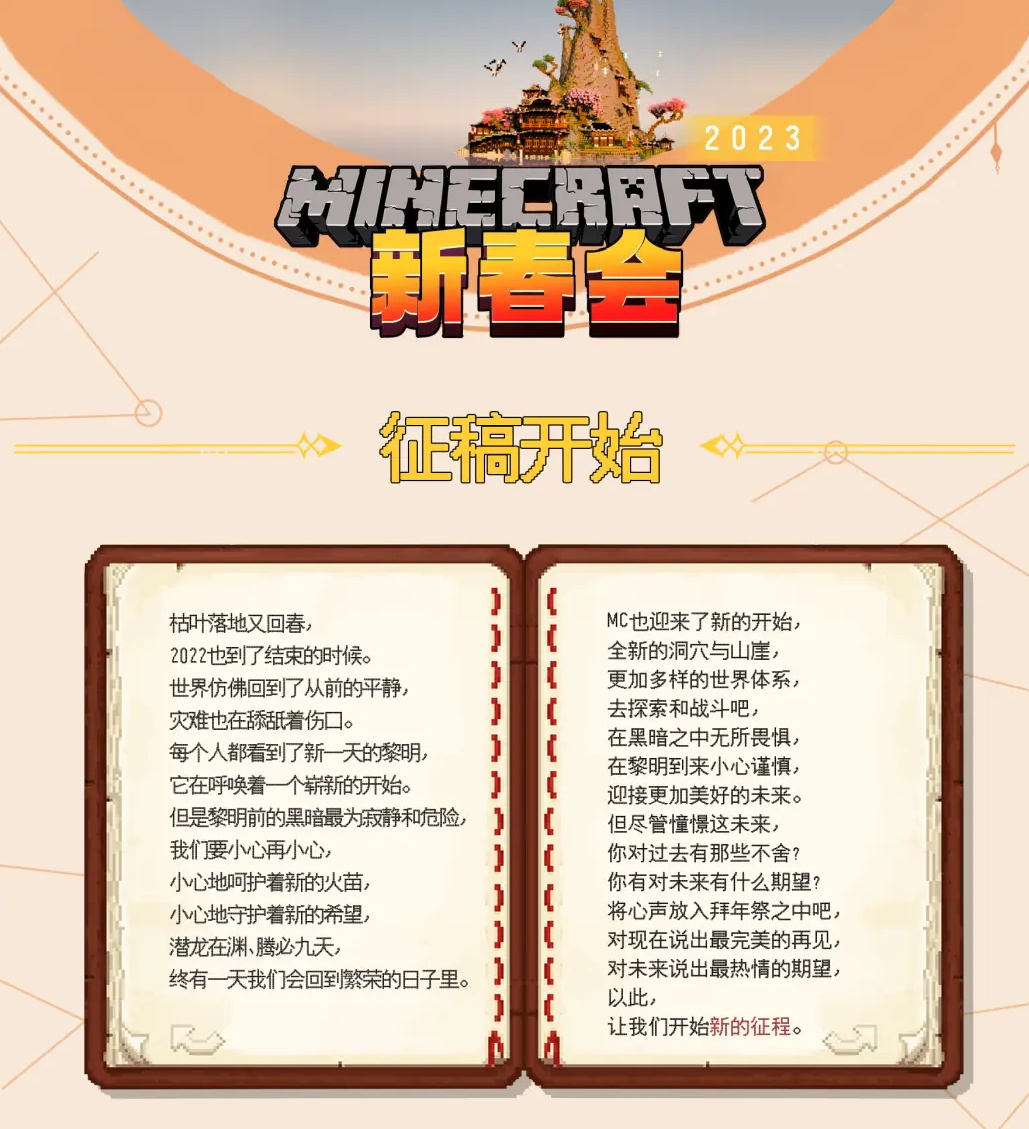 2023
MINECRAFT
新春会
征稿开始
枯叶落地又回春，
2022也到了结束的时候。
世界仿佛回到了从前的平静，
灾难也在舔舐着伤口。
每个人都看到了新一天的黎明，
它在呼唤着一个崭新的开始。
但是黎明前的黑暗最为寂静和危险，
我们要小心再小心，
小心地呵护着新的火苗，
小心地守护着新的希望，
潜龙在渊、腾必九天，
终有一天我们会回到繁荣的日子里。
MC也迎来了新的开始，
全新的洞穴与山崖，
更加多样的世界体系，
去探索和战斗吧，
在黑暗之中无所畏惧，
在黎明到来小心谨慎，
迎接更加美好的未来。
但尽管憧憬这未来，
你对过去有那些不舍？
你有对未来有什么期望？
将心声放入拜年祭之中吧，
对现在说出最完美的再见，
对未来说出最热情的期望，
以此，
让我们开始新的征程。